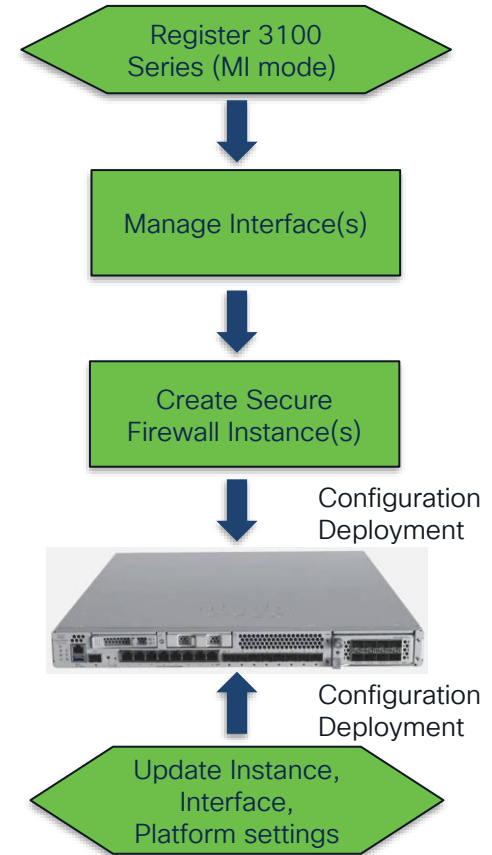 Register 3100
Series (MI mode)
Manage Interface(s)
Create Secure
Firewall Instance(s)
Configuration
Deployment
Configuration
Deployment
Update Instance,
Interface,
Platform settings